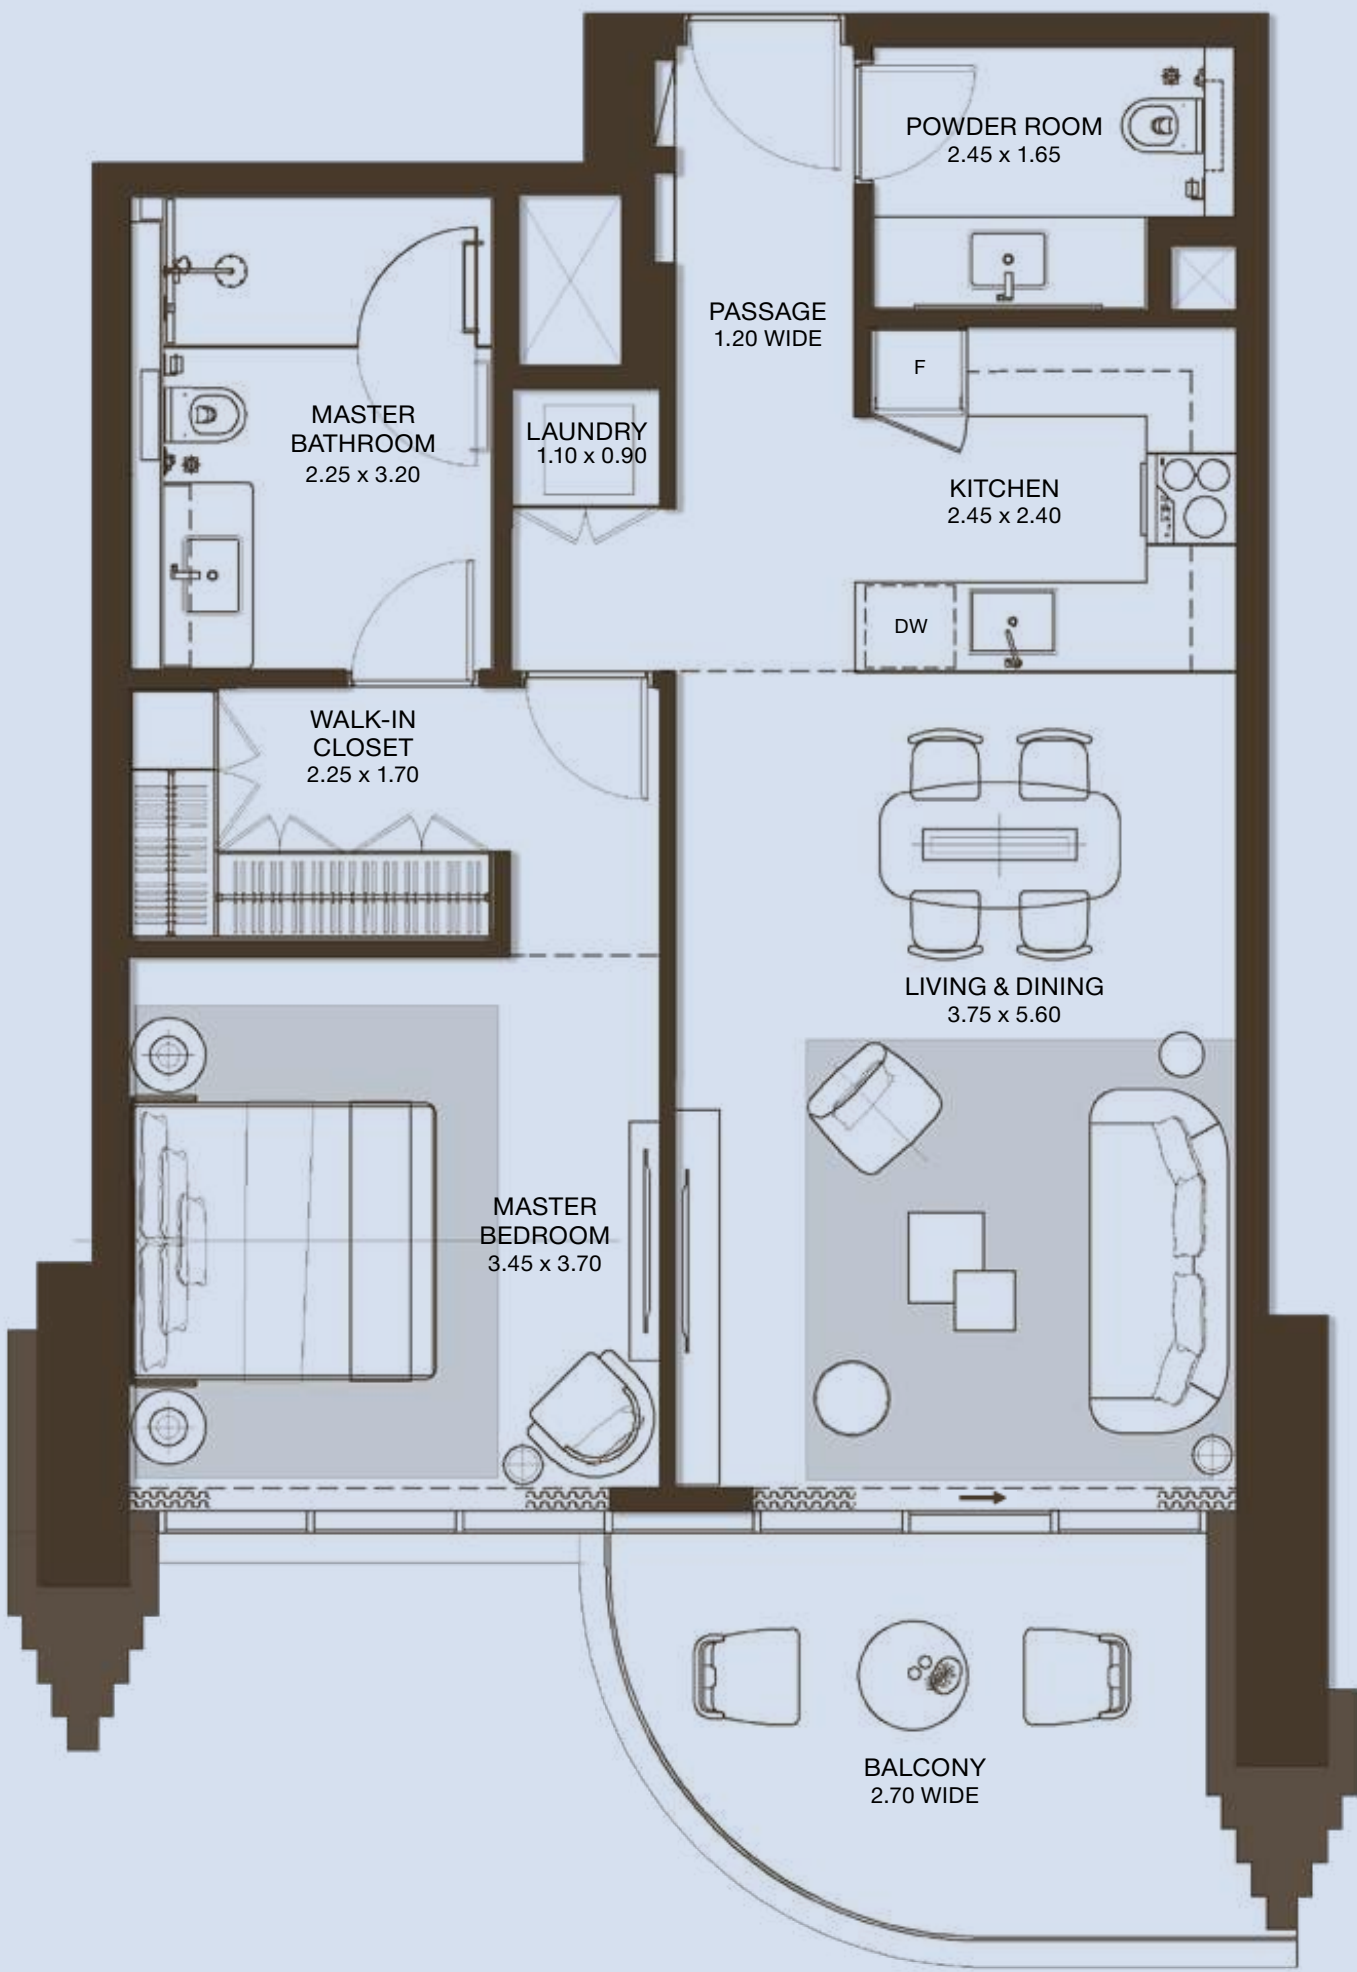 POWDER ROOM
2.45 x 1.65
PASSAGE
1.20 WIDE
F
MASTER
BATHROOM
2.25 x 3.20
LAUNDRY
1.10 x 0.90
KITCHEN
2.45 x 2.40
DW
WALK-IN
CLOSET
2.25 x 1.70
LIVING & DINING
3.75 x 5.60
MASTER
BEDROOM
3.45 x 3.70
BALCONY
2.70 WIDE